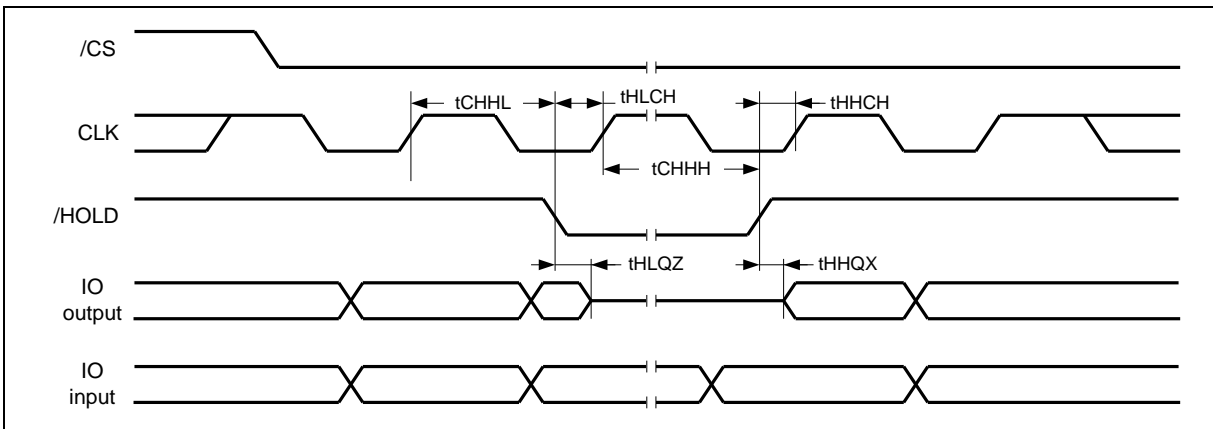 /CS
tCHHL
tHLCH
tHHCH
CLK
tCHHH
/HOLD
tHLQZ
tHHQX
IO
output
IO
input